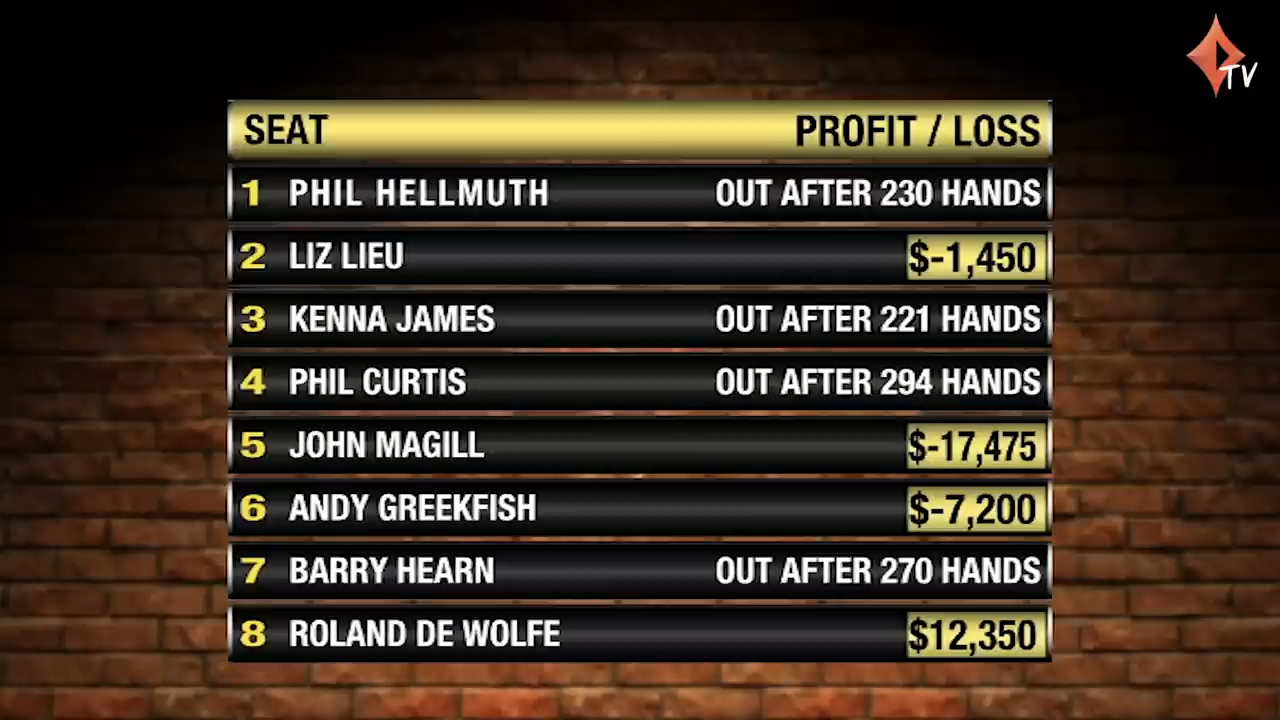 TV
SEAT PROFIT / LOSS
1 PHIL HELLMUTH OUT AFTER 230 HANDS
2 LIZ LIEU $-1,450
3 KENNA JAMES OUT AFTER 221 HANDS
4 PHIL CURTIS OUT AFTER 294 HANDS
5 JOHN MAGILL $-17,475
6 ANDY GREEKFISH $-7,200
7 BARRY HEARN OUT AFTER 270 HANDS
8 ROLAND DE WOLFE $12,350